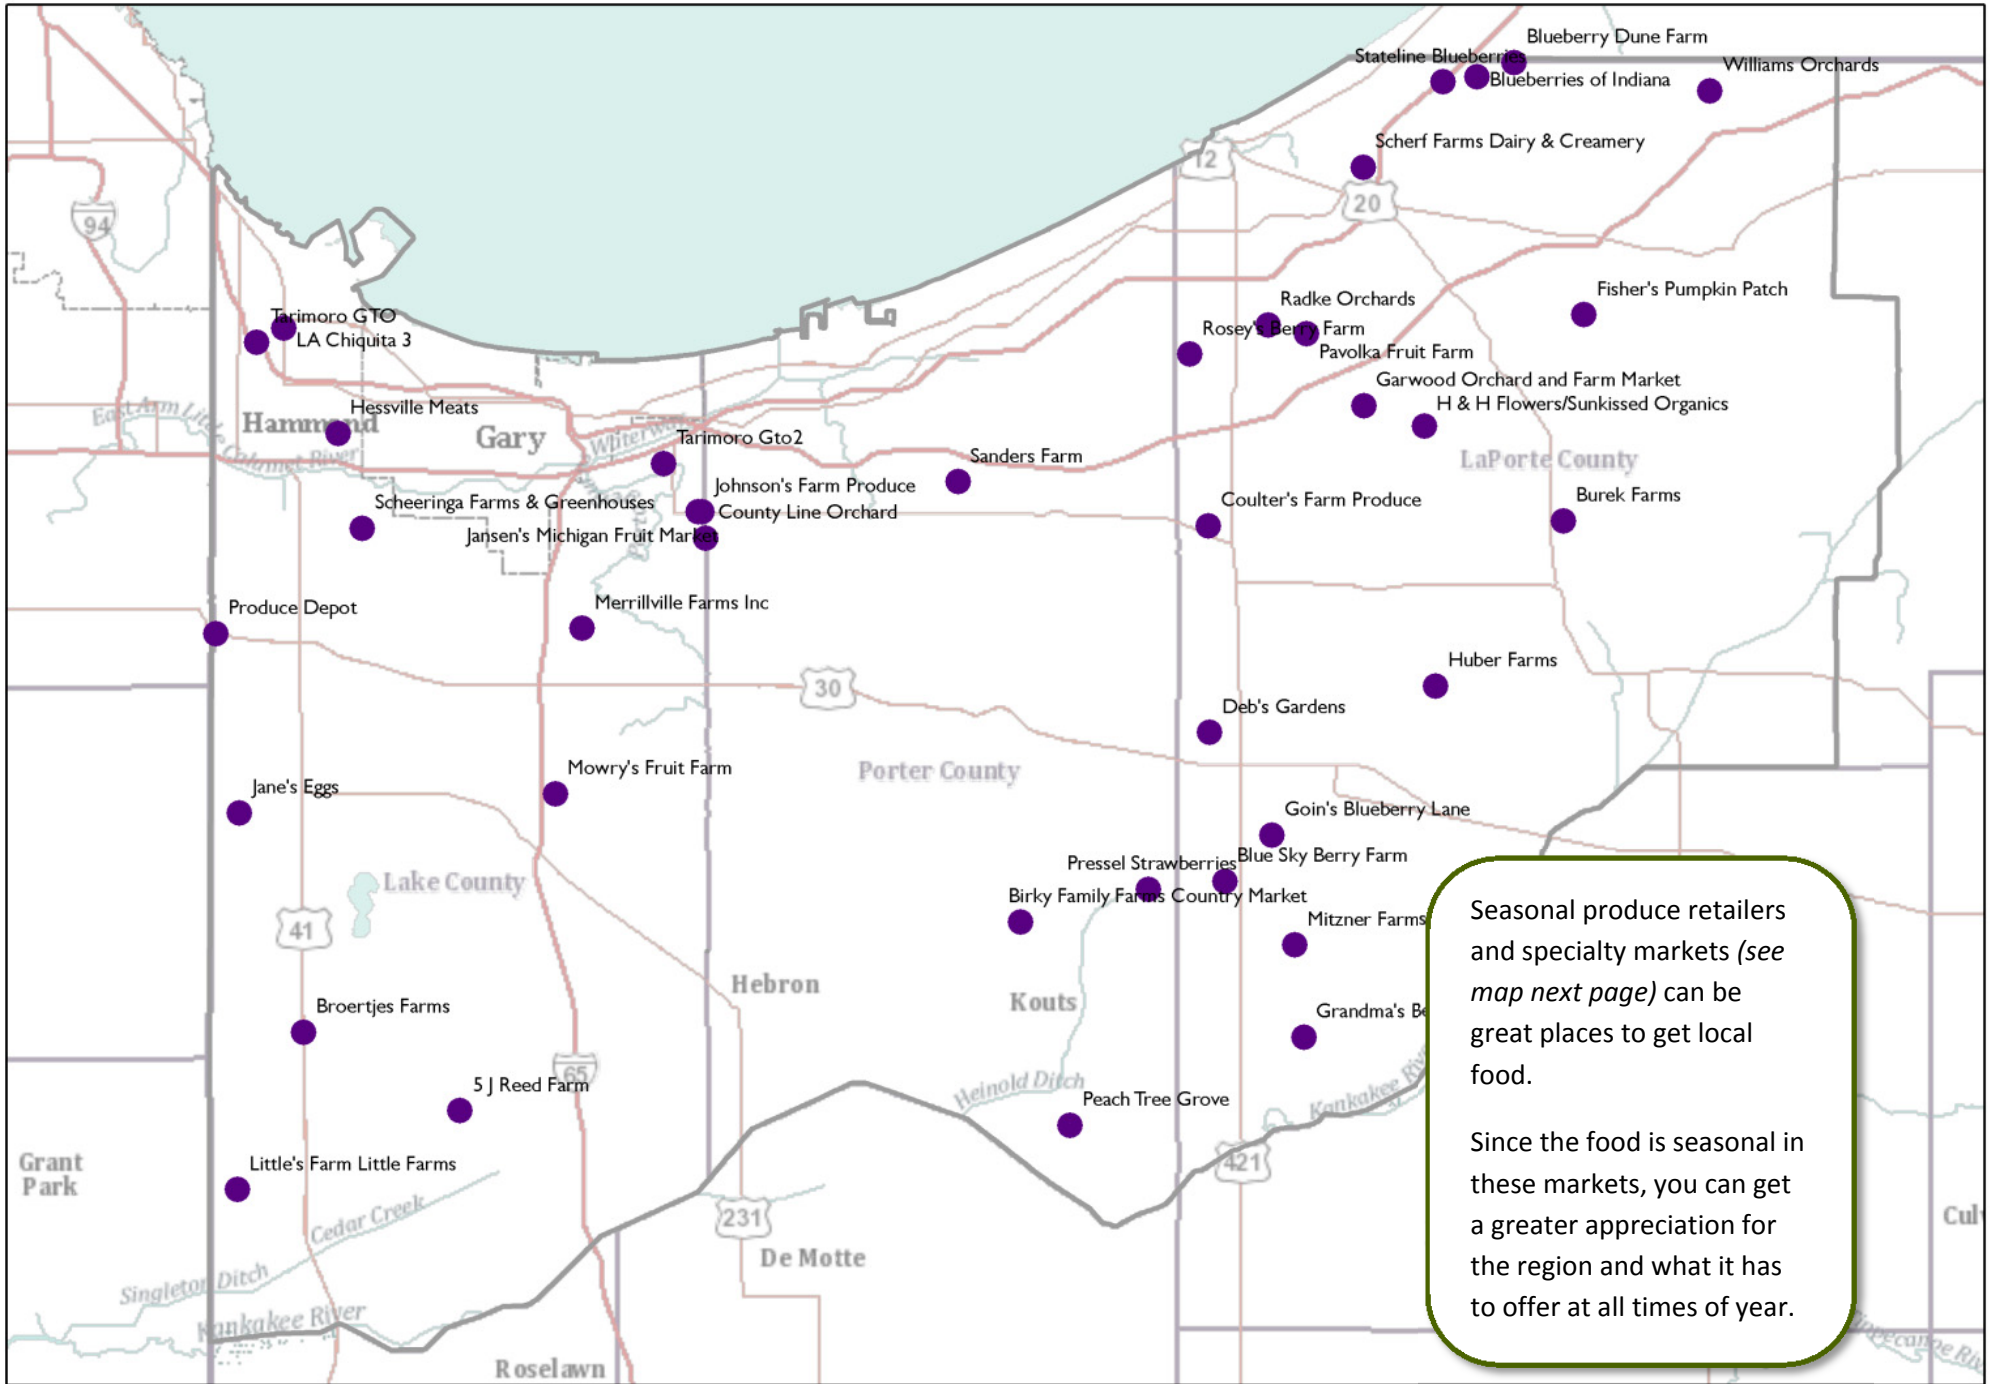 Blueberry Dune Farm
Stateline Blueberries
Williams Orchards
Blueberries of Indiana
Scherf Farms Dairy & Creamery
12
20
94
Fisher's Pumpkin Patch
Radke Orchards
Tarimoro GTO
Rosey's Berry Farm
LA Chiquita 3
Pavolka Fruit Farm
Garwood Orchard and Farm Market
H & H Flowers/Sunkissed Organics
Hessville Meats
East Arm Little
Calumet River
Hammond
Gary
Tarimoro Gto2
Sanders Farm
LaPorte County
Johnson's Farm Produce
Burek Farms
Scheeringa Farms & Greenhouses
Coulter's Farm Produce
County Line Orchard
Jansen's Michigan Fruit Market
Merrillville Farms Inc
Produce Depot
Huber Farms
30
Deb's Gardens
Mowry's Fruit Farm
Porter County
Jane's Eggs
Goin's Blueberry Lane
Blue Sky Berry Farm
Pressel Strawberries
Lake County
Birky Family Farms Country Market
Mitzner Farms
41
Hebron
Kouts
Broertjes Farms
Grandma's Be
65
5 J Reed Farm
Heinold Ditch
Kankakee Riv
Peach Tree Grove
Grant
Park
Little's Farm Little Farms
421
Cedar Creek
231
De Motte
Singleton Ditch
Kankakee River
Roselawn
Culv
Seasonal produce retailers
and specialty markets (see
map next page) can be
great places to get local
food.
Since the food is seasonal in
these markets, you can get
a greater appreciation for
the region and what it has
to offer at all times of year.